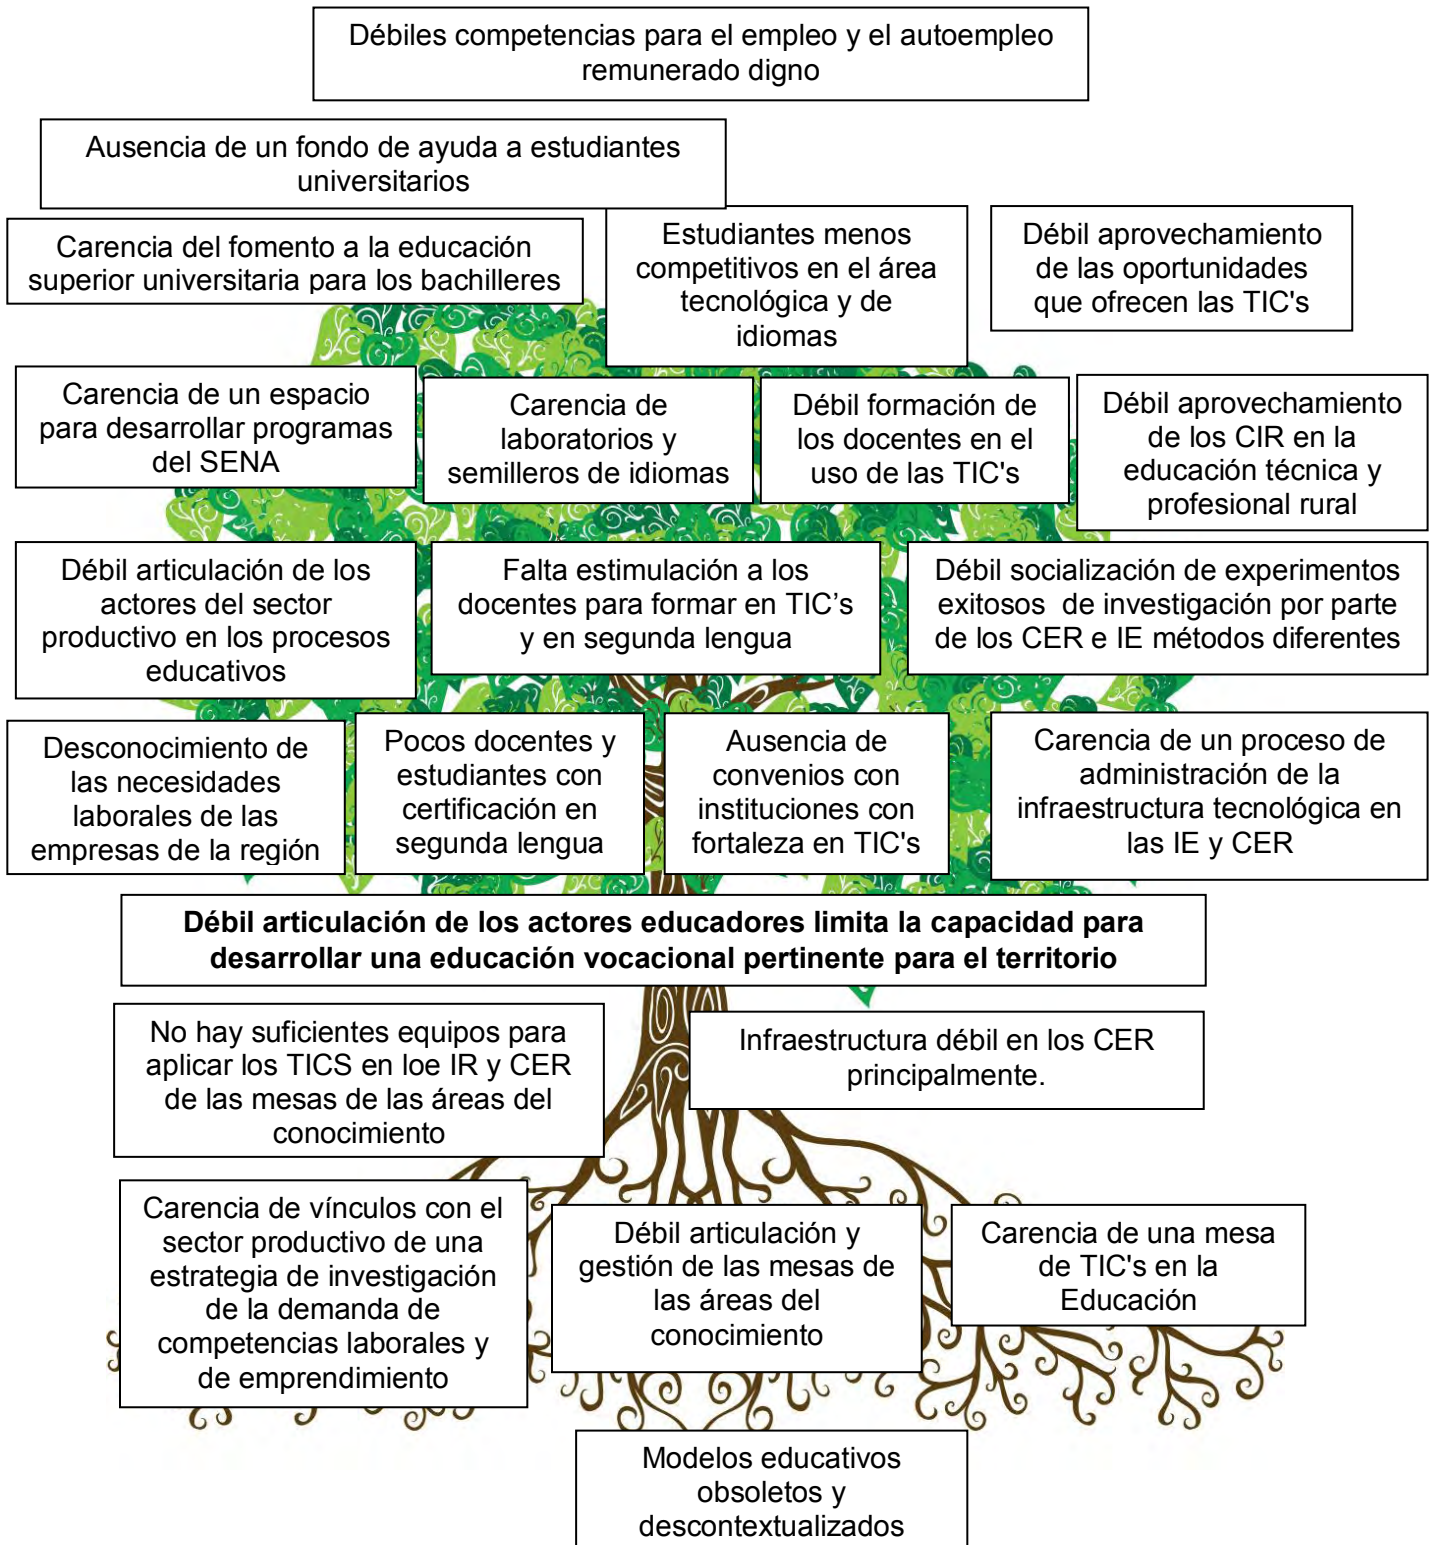 Débiles competencias para el empleo y el autoempleo
remunerado digno
Ausencia de un fondo de ayuda a estudiantes
universitarios
Carencia del fomento a la educación
superior universitaria para los bachilleres
Estudiantes menos
competitivos en el área
tecnológica y de
idiomas
Débil aprovechamiento
de las oportunidades
que ofrecen las TIC's
Carencia de un espacio
para desarrollar programas
del SENA
Carencia de
laboratorios y
semilleros de idiomas
Débil formación de
los docentes en el
uso de las TIC's
Débil aprovechamiento
de los CIR en la
educación técnica y
profesional rural
Débil articulación de los
actores del sector
productivo en los procesos
educativos
Falta estimulación a los
docentes para formar en TIC’s
y en segunda lengua
Débil socialización de experimentos
exitosos de investigación por parte
de los CER e IE métodos diferentes
Desconocimiento de
las necesidades
laborales de las
empresas de la región
Pocos docentes y
estudiantes con
certificación en
segunda lengua
Ausencia de
convenios con
instituciones con
fortaleza en TIC's
Carencia de un proceso de
administración de la
infraestructura tecnológica en
las IE y CER
Débil articulación de los actores educadores limita la capacidad para
desarrollar una educación vocacional pertinente para el territorio
No hay suficientes equipos para
aplicar los TICS en loe IR y CER
de las mesas de las áreas del
conocimiento
Infraestructura débil en los CER
principalmente.
Carencia de vínculos con el
sector productivo de una
estrategia de investigación
de la demanda de
competencias laborales y
de emprendimiento
Débil articulación y
gestión de las mesas de
las áreas del
conocimiento
Carencia de una mesa
de TIC's en la
Educación
Modelos educativos
obsoletos y
descontextualizados